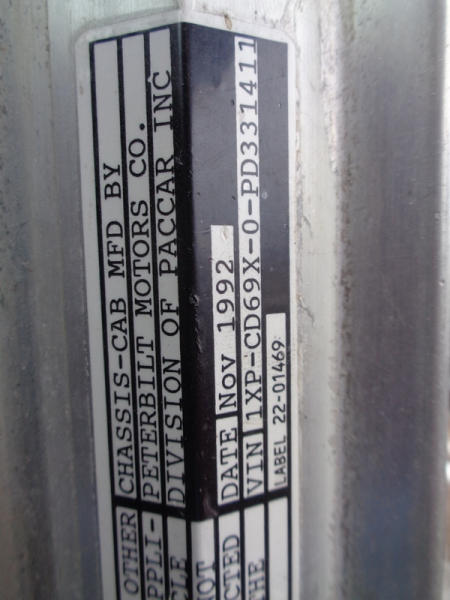 CHASSIS-CAB MFD BY
PETERBILT MOTORS CO.
DIVISION OF PACCAR INC
DATE Nov 1992
VIN 1XP-CD69X-0-PD331411
LABEL 22-01469
OTHER
PPLI-
CLE
NOT
CTED
THE